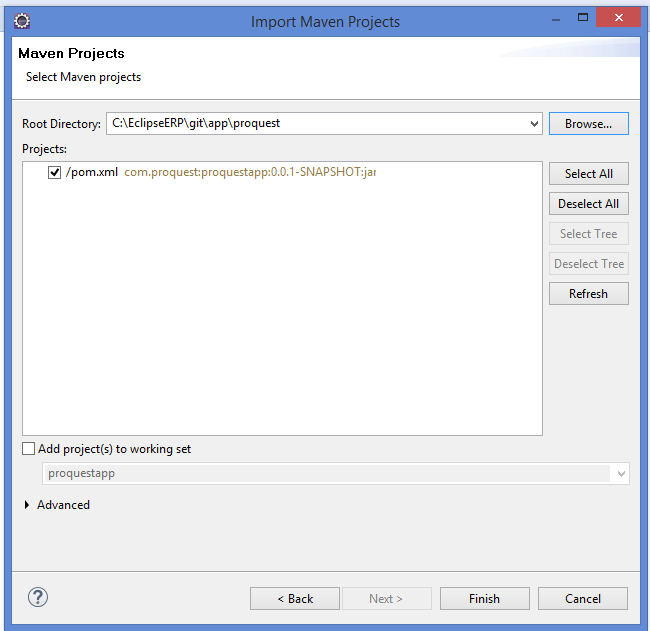 Import Maven Projects
Maven Projects
Select Maven projects
Root Directory: C:\EclipseERP\git\app\proquest Browse...
Projects:
/pom.xml com.proquest:proquestapp:0.0.1-SNAPSHOT:jar
Select All
Deselect All
Select Tree
Deselect Tree
Refresh
Add project(s) to working set
proquestapp
Advanced
? < Back Next > Finish Cancel